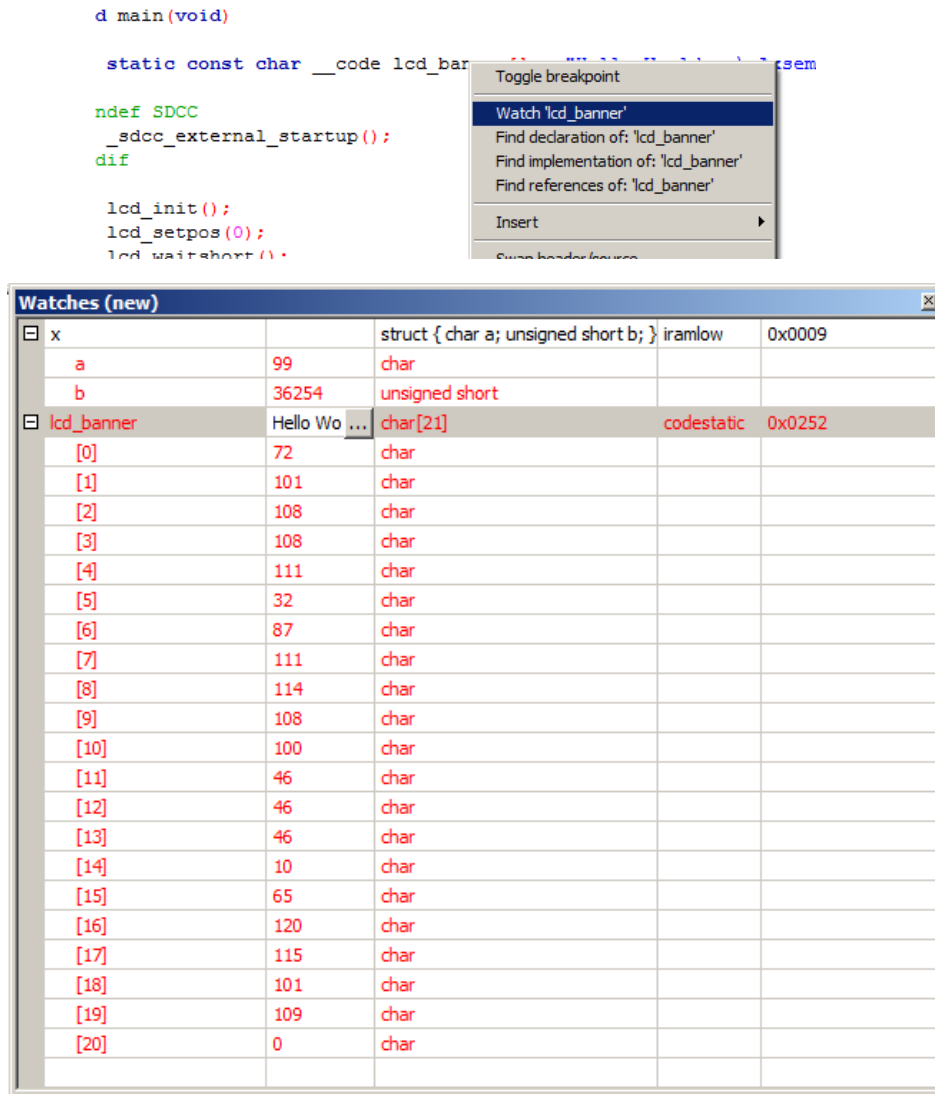 d main(void)
static const char __code lcd_ban
Toggle breakpoint
ndef SDCC
Watch 'lcd_banner'
_sdcc_external_startup();
Find declaration of: 'lcd_banner'
dif
Find implementation of: 'lcd_banner'
Find references of: 'lcd_banner'
lcd_init();
Insert
lcd_setpos(0);
lcd_waitshort();
Swap header/source
Watches (new)
x struct { char a; unsigned short b; } iramlow 0x0009
a 99 char
b 36254 unsigned short
lcd_banner Hello Wo ... char[21] codestatic 0x0252
[0] 72 char
[1] 101 char
[2] 108 char
[3] 108 char
[4] 111 char
[5] 32 char
[6] 87 char
[7] 111 char
[8] 114 char
[9] 108 char
[10] 100 char
[11] 46 char
[12] 46 char
[13] 46 char
[14] 10 char
[15] 65 char
[16] 120 char
[17] 115 char
[18] 101 char
[19] 109 char
[20] 0 char